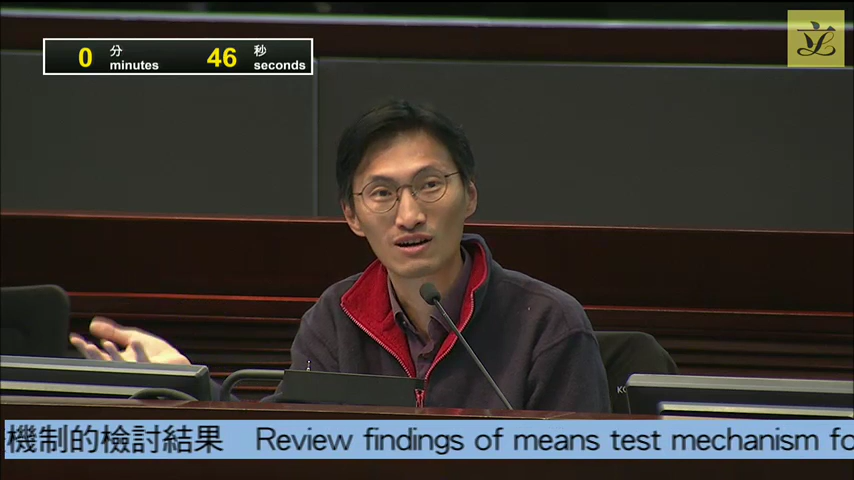 0 分 minutes 46 秒 seconds
立
機制的檢討結果 Review findings of means test mechanism fo